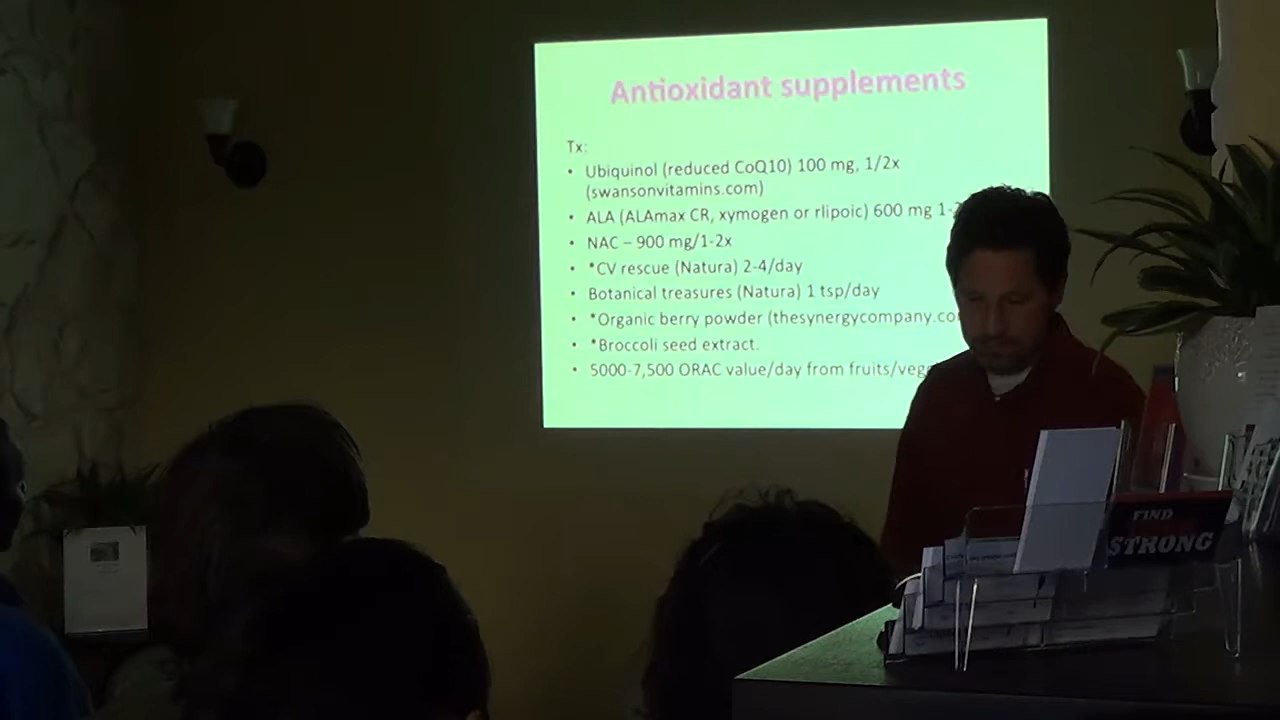 Antioxidant supplements
Tx:
• Ubiquinol (reduced CoQ10) 100 mg, 1/2x
(swansonvitamins.com)
• ALA (ALAmax CR, xymogen or rlipoic) 600 mg 1-
• NAC – 900 mg/1-2x
• *CV rescue (Natura) 2-4/day
• Botanical treasures (Natura) 1 tsp/day
• *Organic berry powder (thesynergycompany.co
• *Broccoli seed extract.
• 5000-7,500 ORAC value/day from fruits/veg
FIND
STRONG